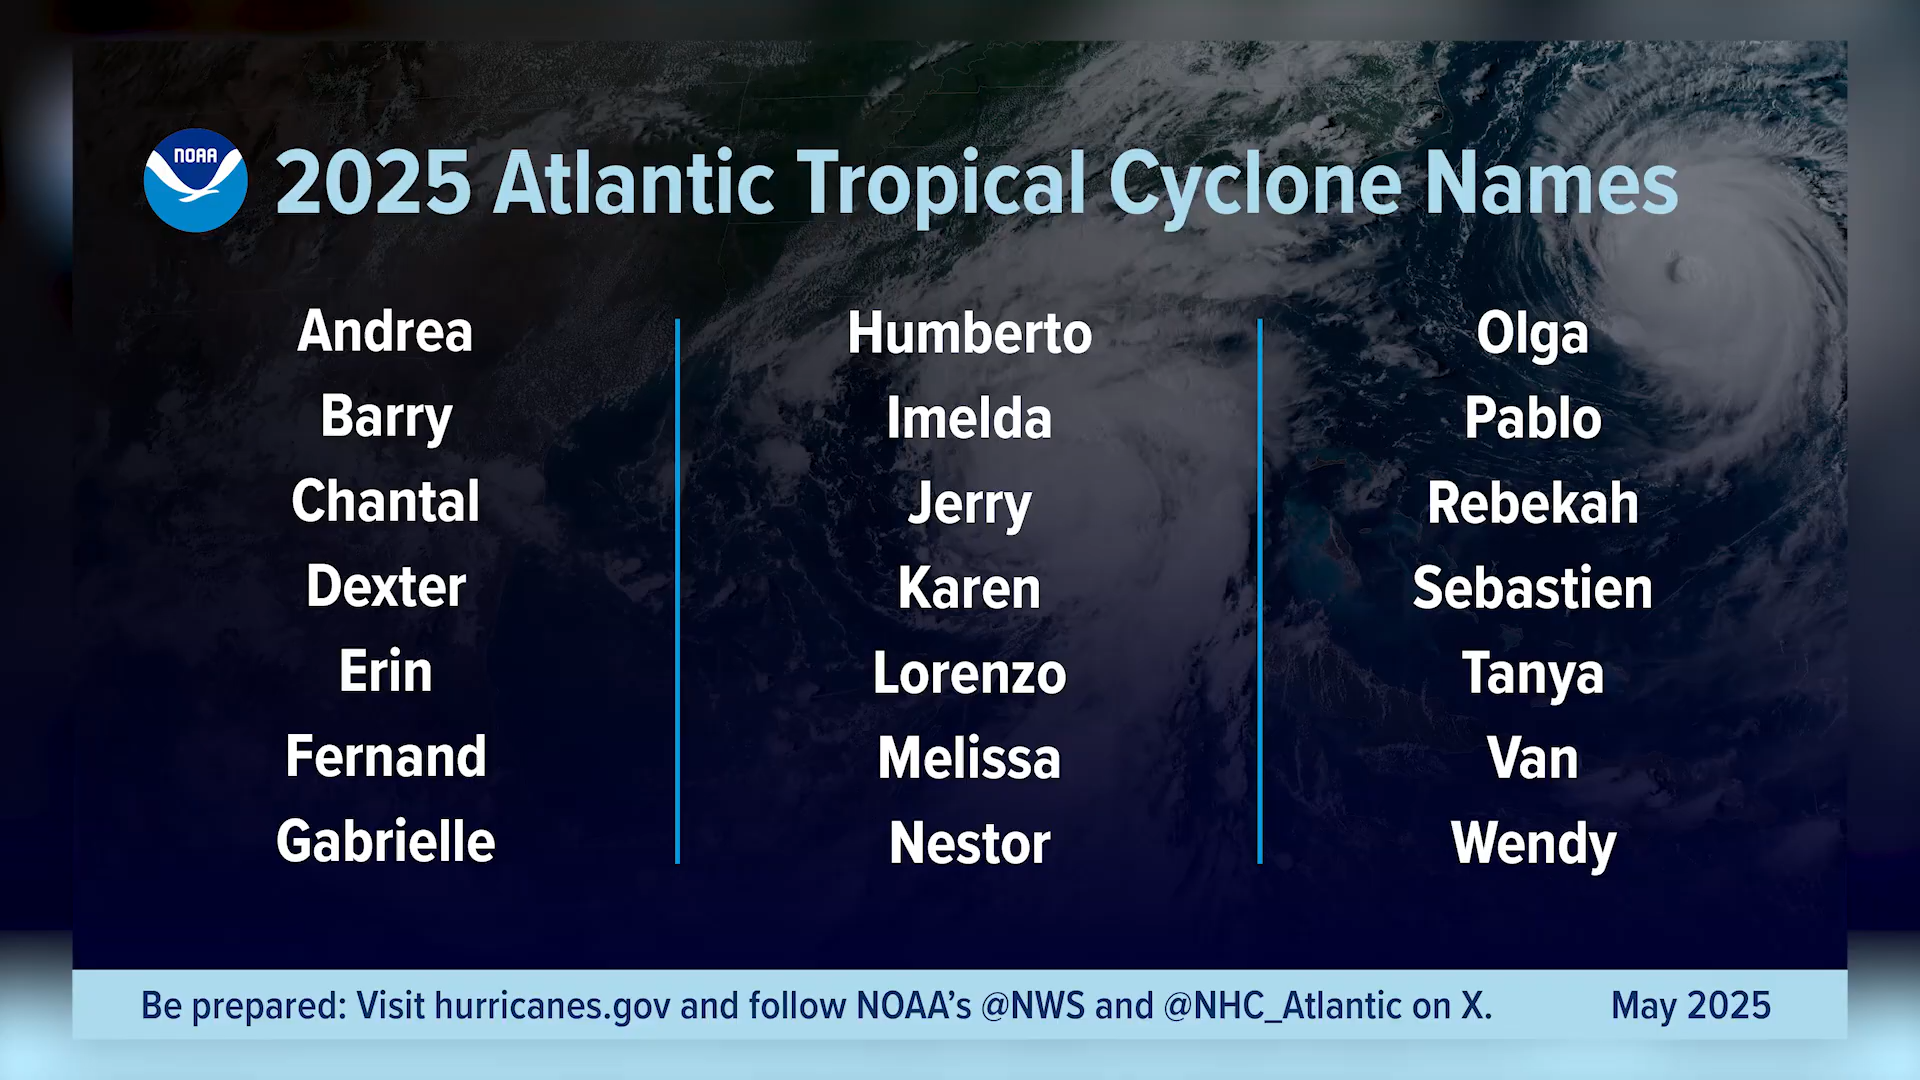 NOAA
2025 Atlantic Tropical Cyclone Names
Andrea
Barry
Chantal
Dexter
Erin
Fernand
Gabrielle
Humberto
Imelda
Jerry
Karen
Lorenzo
Melissa
Nestor
Olga
Pablo
Rebekah
Sebastien
Tanya
Van
Wendy
Be prepared: Visit hurricanes.gov and follow NOAA’s @NWS and @NHC_Atlantic on X.
May 2025